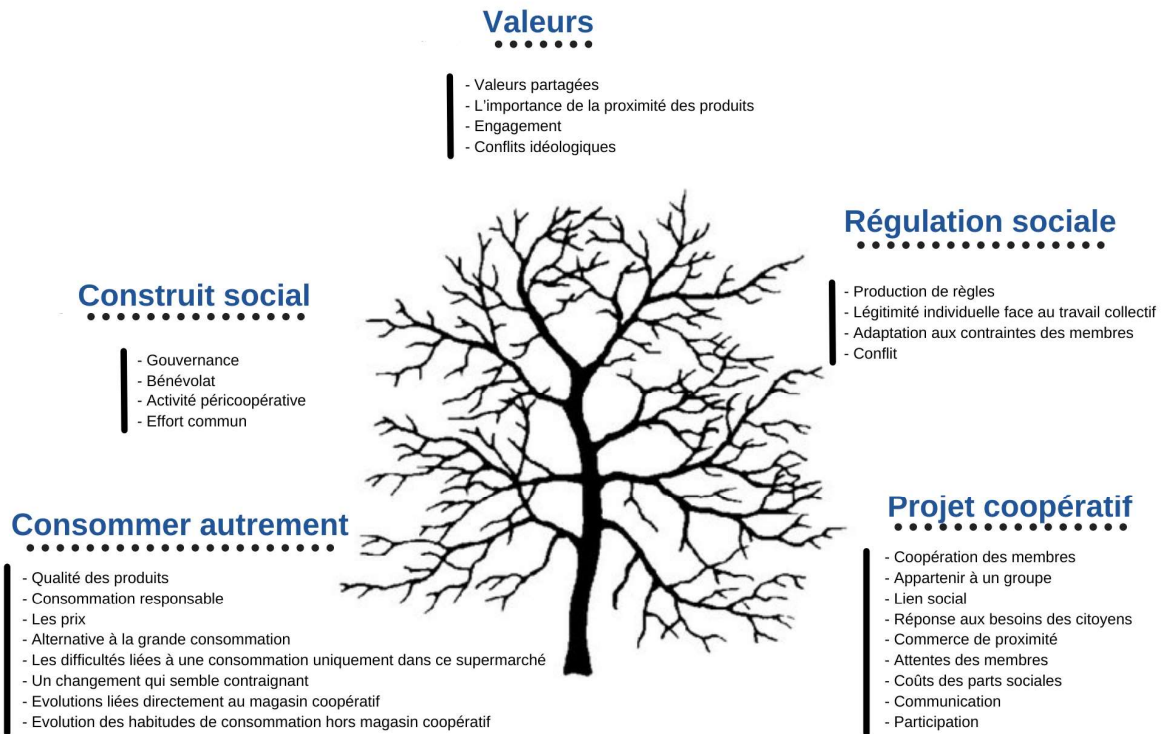 Valeurs
- Valeurs partagées
- L'importance de la proximité des produits
- Engagement
- Conflits idéologiques
Régulation sociale
- Production de règles
- Légitimité individuelle face au travail collectif
- Adaptation aux contraintes des membres
- Conflit
Construit social
- Gouvernance
- Bénévolat
- Activité péricoopérative
- Effort commun
Consommer autrement
- Qualité des produits
- Consommation responsable
- Les prix
- Alternative à la grande consommation
- Les difficultés liées à une consommation uniquement dans ce supermarché
- Un changement qui semble contraignant
- Evolutions liées directement au magasin coopératif
- Evolution des habitudes de consommation hors magasin coopératif
Projet coopératif
- Coopération des membres
- Appartenir à un groupe
- Lien social
- Réponse aux besoins des citoyens
- Commerce de proximité
- Attentes des membres
- Coûts des parts sociales
- Communication
- Participation